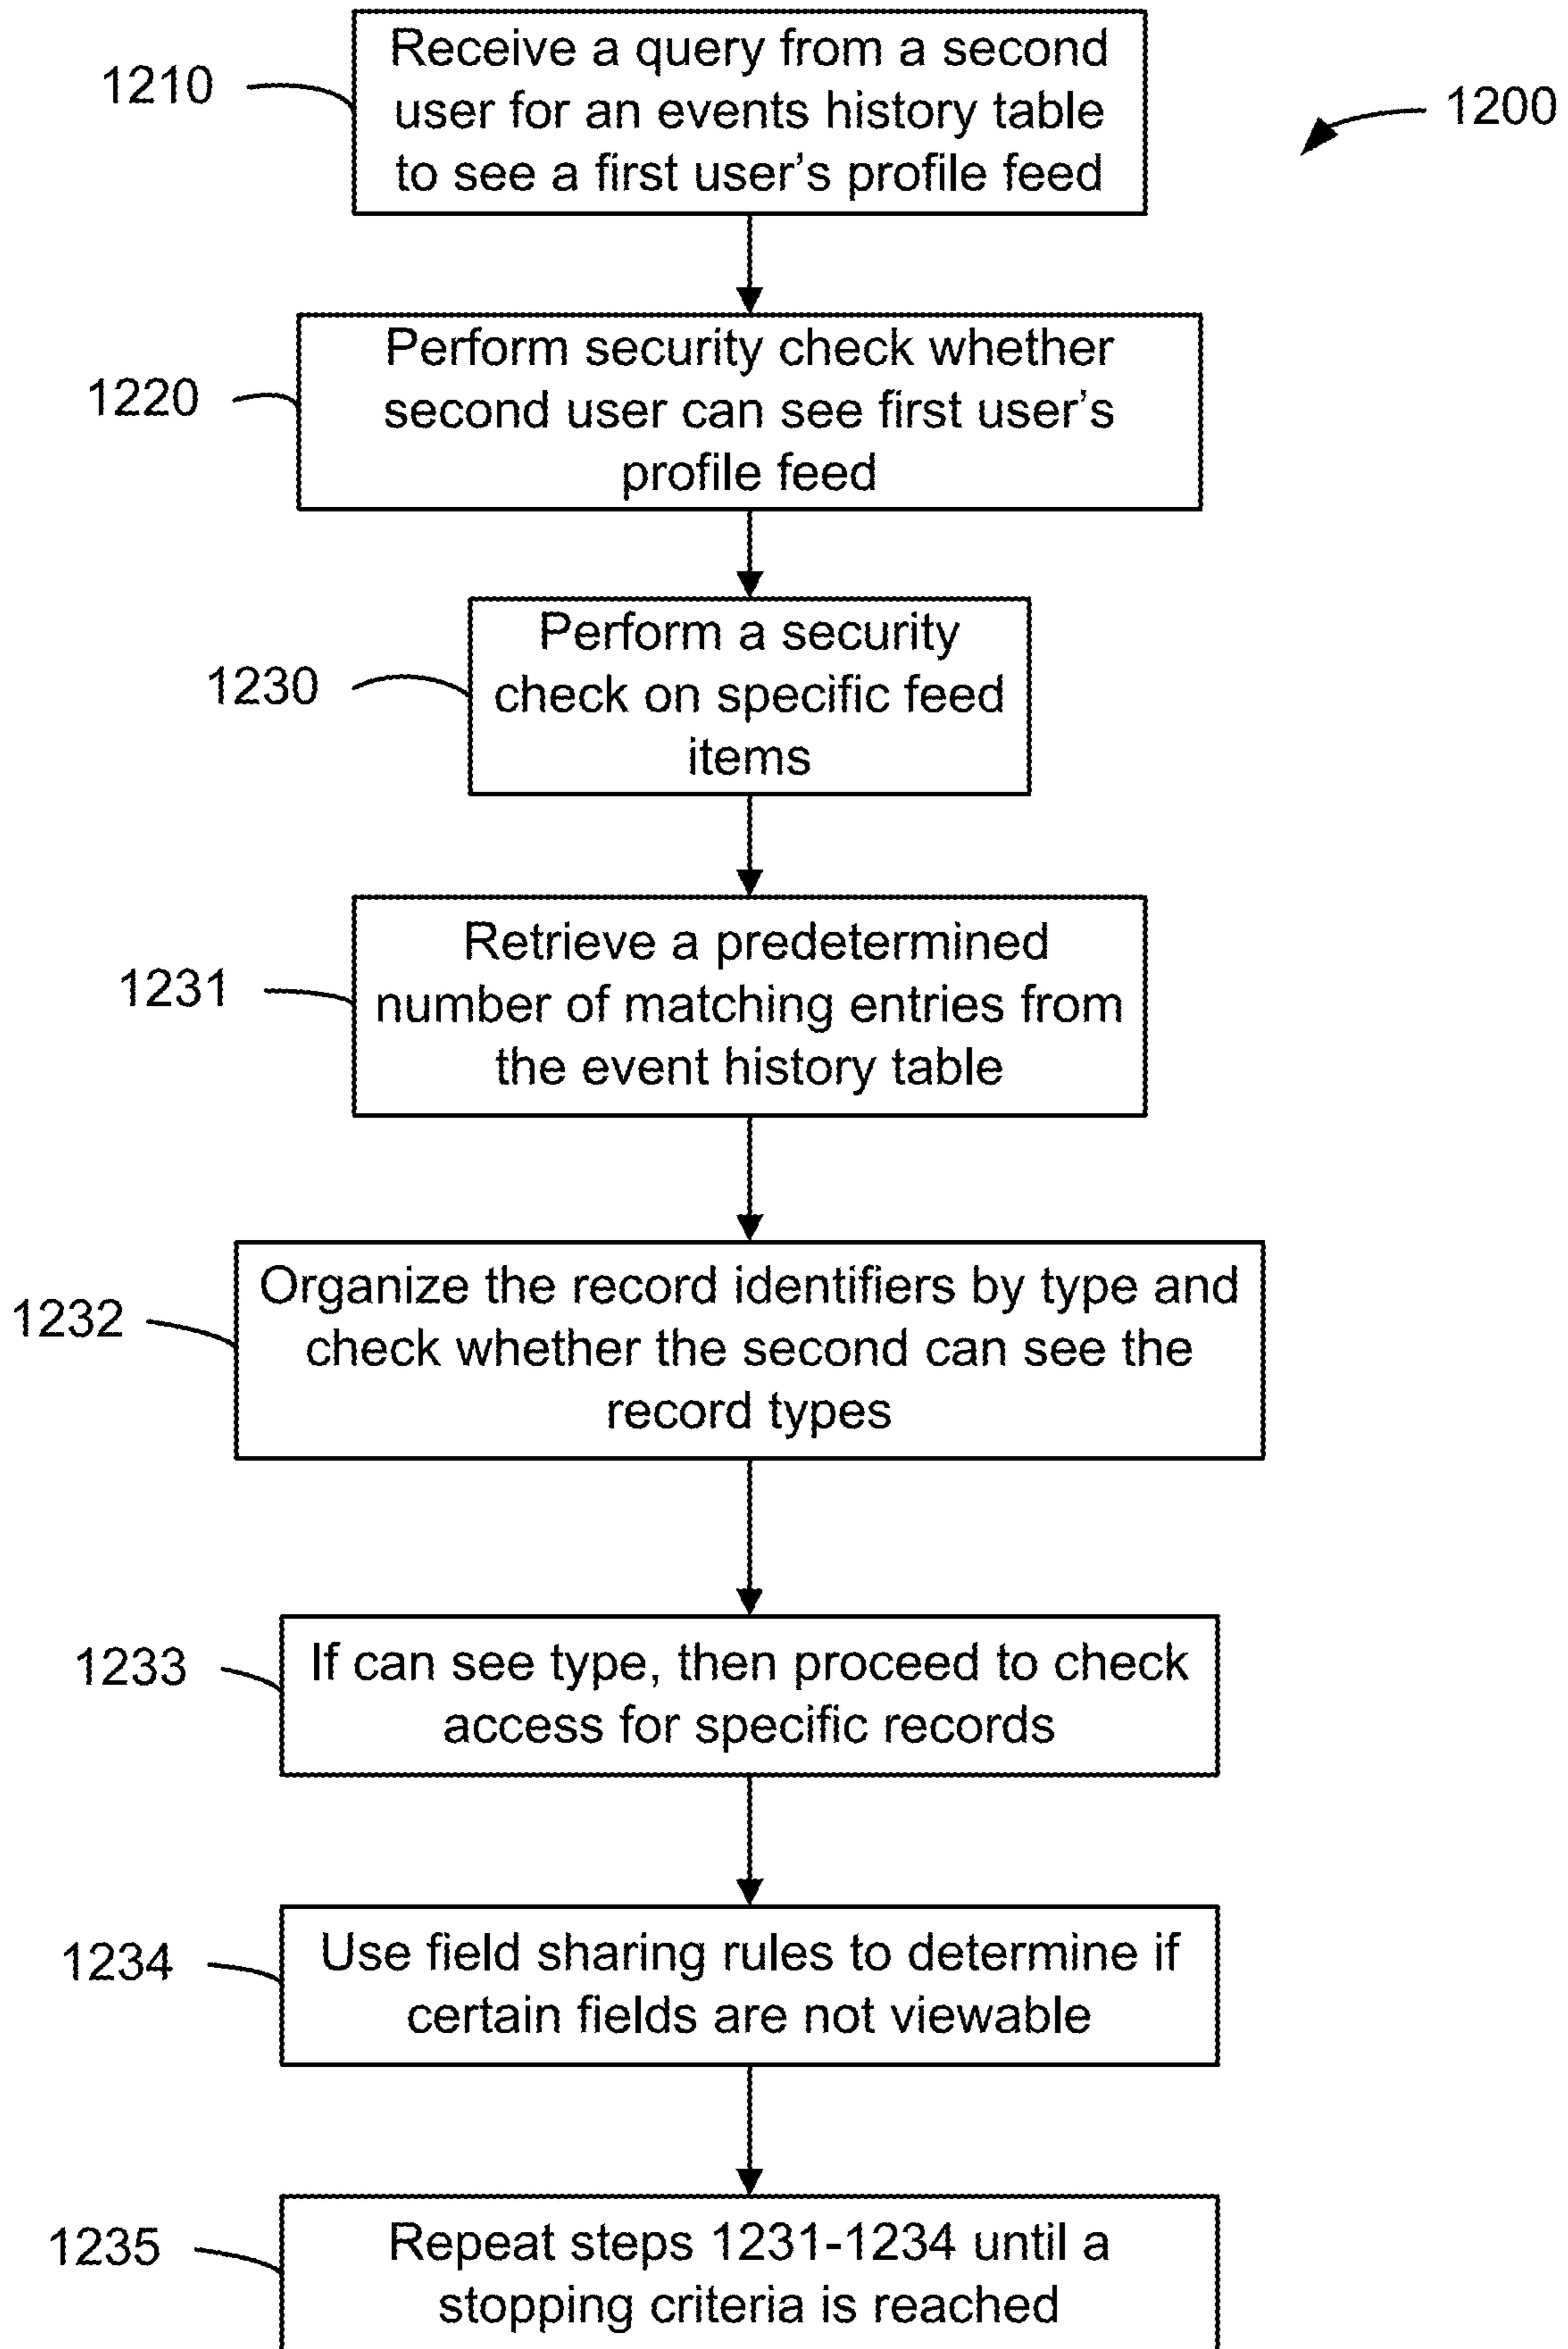 1200
1210
Receive a query from a second
user for an events history table
to see a first user's profile feed
1220
Perform security check whether
second user can see first user's
profile feed
1230
Perform a security
check on specific feed
items
1231
Retrieve a predetermined
number of matching entries from
the event history table
1232
Organize the record identifiers by type and
check whether the second can see the
record types
1233
If can see type, then proceed to check
access for specific records
1234
Use field sharing rules to determine if
certain fields are not viewable
1235
Repeat steps 1231-1234 until a
stopping criteria is reached